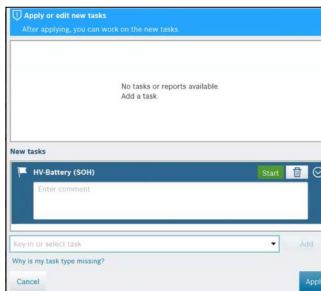 Apply or edit new tasks
After applying, you can work on the new tasks.
No tasks or reports available.
Add a task.
New tasks
HV-Battery (SOH)
Start
Enter comment
Key-in or select task
Add
Why is my task type missing?
Cancel
Appl